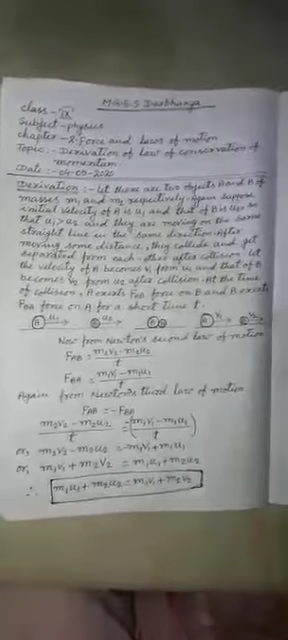 M.G.S.S Darbhanga
Class - IX
Subject - physics
Chapter - 2. Force and laws of motion
Topic - Derivation of law of conservation of
momentum.
Date :- 04-05-2020
Derivation :- let there are two objects A and B of
masses m₁ and m₂ respectively. Again suppose
initial velocity of A is u₁ and that of B is u₂. so
that u₁ > u₂ and they are moving on the same
straight line in the same direction. After
moving some distance, they collide and get
separated from each other after collision. let
the velocity of A becomes v₁ from u₁ and that of B
becomes v₂ from u₂ after collision. At the time
of collision, A exerts FAB force on B and B exerts
FBA force on A for a short time t.
A u₁ B u₂ A B A v₁ B v₂
Now from Newton's second law of motion
FAB = m₂v₂ - m₂u₂ / t
FBA = m₁v₁ - m₁u₁ / t
Again from Newton's third law of motion
FAB = - FBA
m₂v₂ - m₂u₂ / t = - (m₁v₁ - m₁u₁ / t)
or, m₂v₂ - m₂u₂ = -m₁v₁ + m₁u₁
or, m₁v₁ + m₂v₂ = m₁u₁ + m₂u₂
∴ m₁u₁ + m₂u₂ = m₁v₁ + m₂v₂